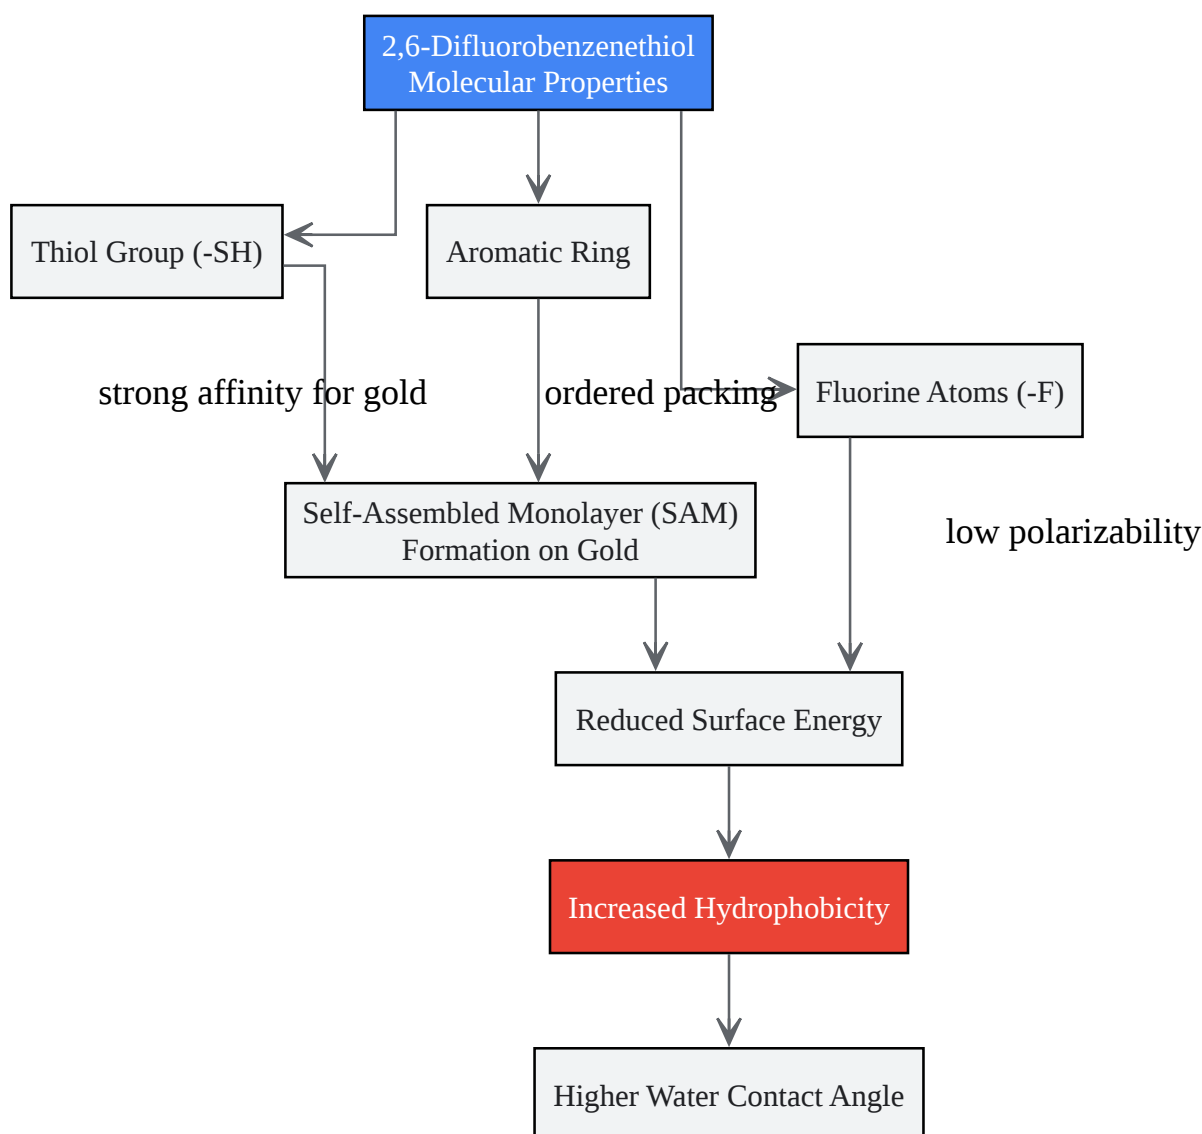 2,6-Difluorobenzenethiol
Molecular Properties
Thiol Group (-SH)
Aromatic Ring
strong affinity for gold
ordered packing
Fluorine Atoms (-F)
Self-Assembled Monolayer (SAM)
Formation on Gold
low polarizability
Reduced Surface Energy
Increased Hydrophobicity
Higher Water Contact Angle